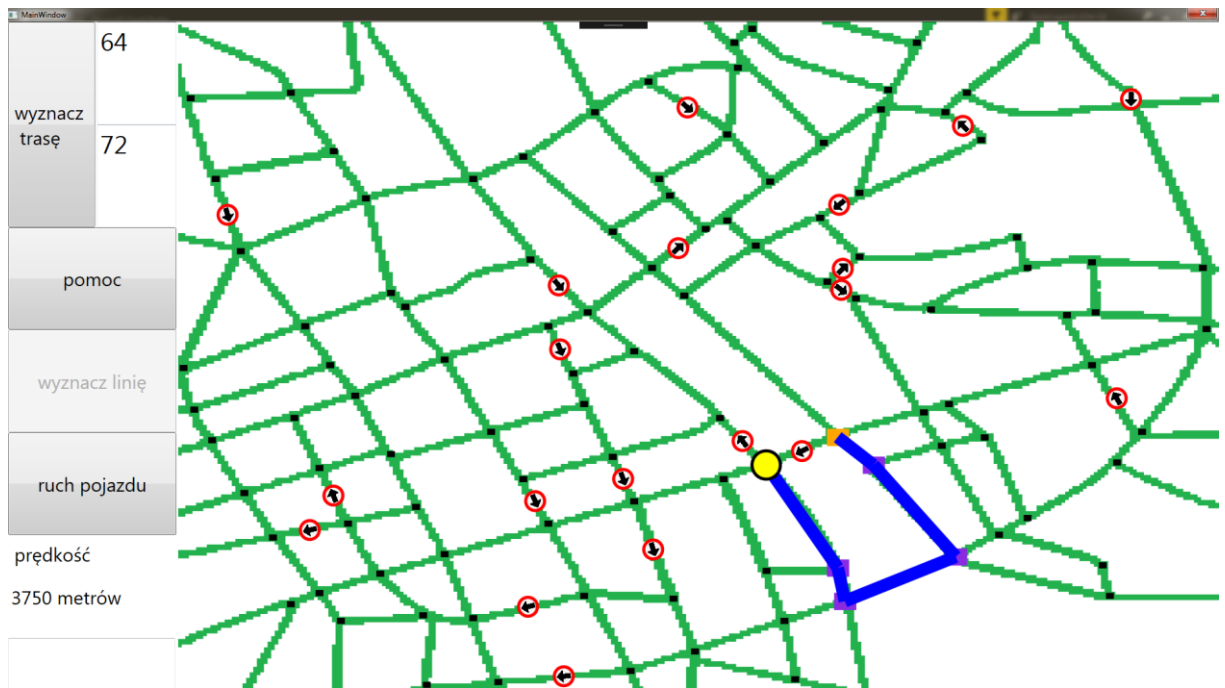 MainWindow
64
wyznacz
trasę
72
pomoc
wyznacz linię
ruch pojazdu
prędkość
3750 metrów